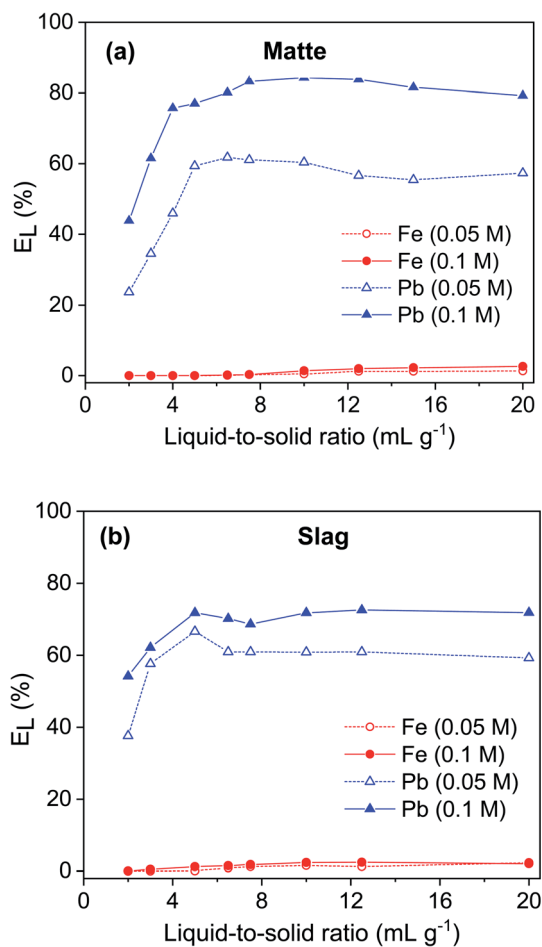 (a) Matte
100
80
60
40
20
0
E_L (%)
Fe (0.05 M)
Fe (0.1 M)
Pb (0.05 M)
Pb (0.1 M)
0 4 8 12 16 20
Liquid-to-solid ratio (mL g⁻¹)
(b) Slag
100
80
60
40
20
0
E_L (%)
Fe (0.05 M)
Fe (0.1 M)
Pb (0.05 M)
Pb (0.1 M)
0 4 8 12 16 20
Liquid-to-solid ratio (mL g⁻¹)